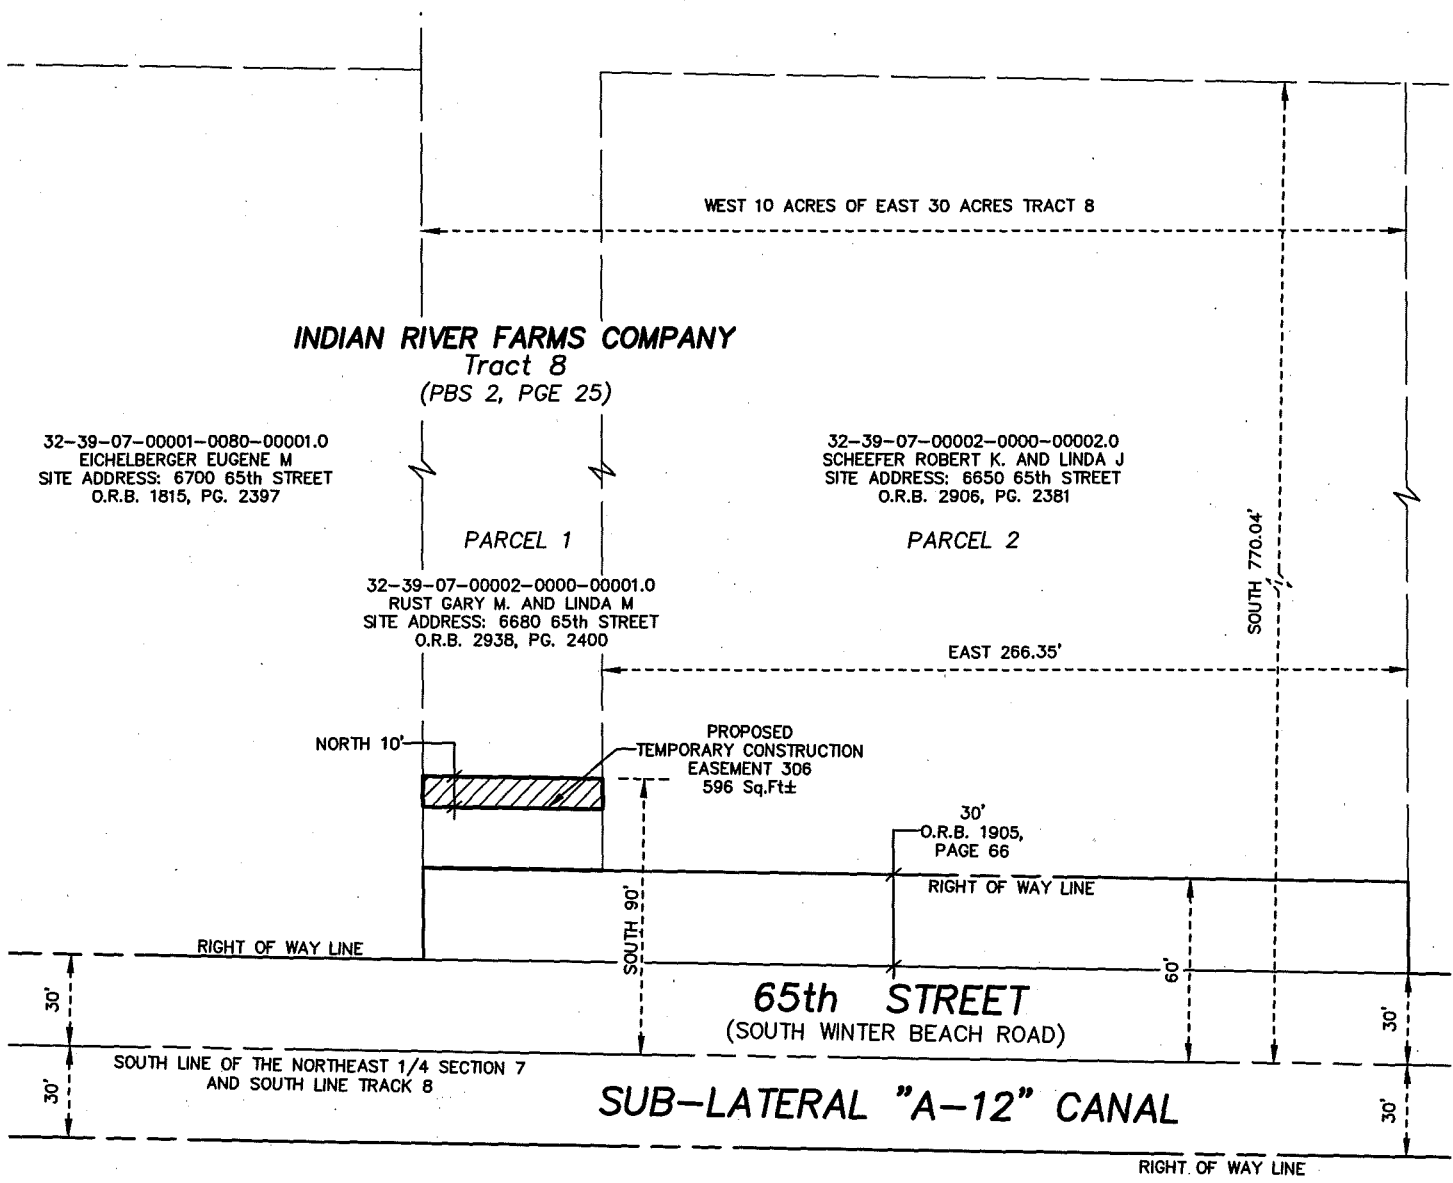 WEST 10 ACRES OF EAST 30 ACRES TRACT 8
INDIAN RIVER FARMS COMPANY
Tract 8
(PBS 2, PGE 25)
32-39-07-00001-0080-00001.0
EICHELBERGER EUGENE M
SITE ADDRESS: 6700 65th STREET
O.R.B. 1815, PG. 2397
32-39-07-00002-0000-00002.0
SCHEEFER ROBERT K. AND LINDA J
SITE ADDRESS: 6650 65th STREET
O.R.B. 2906, PG. 2381
PARCEL 1
PARCEL 2
SOUTH 770.04'
32-39-07-00002-0000-00001.0
RUST GARY M. AND LINDA M
SITE ADDRESS: 6680 65th STREET
O.R.B. 2938, PG. 2400
EAST 266.35'
NORTH 10'
PROPOSED
TEMPORARY CONSTRUCTION
EASEMENT 306
596 Sq.Ft±
30'
O.R.B. 1905,
PAGE 66
RIGHT OF WAY LINE
SOUTH 90'
RIGHT OF WAY LINE
60'
30'
65th STREET
(SOUTH WINTER BEACH ROAD)
30'
SOUTH LINE OF THE NORTHEAST 1/4 SECTION 7
AND SOUTH LINE TRACK 8
30'
SUB-LATERAL "A-12" CANAL
30'
RIGHT OF WAY LINE